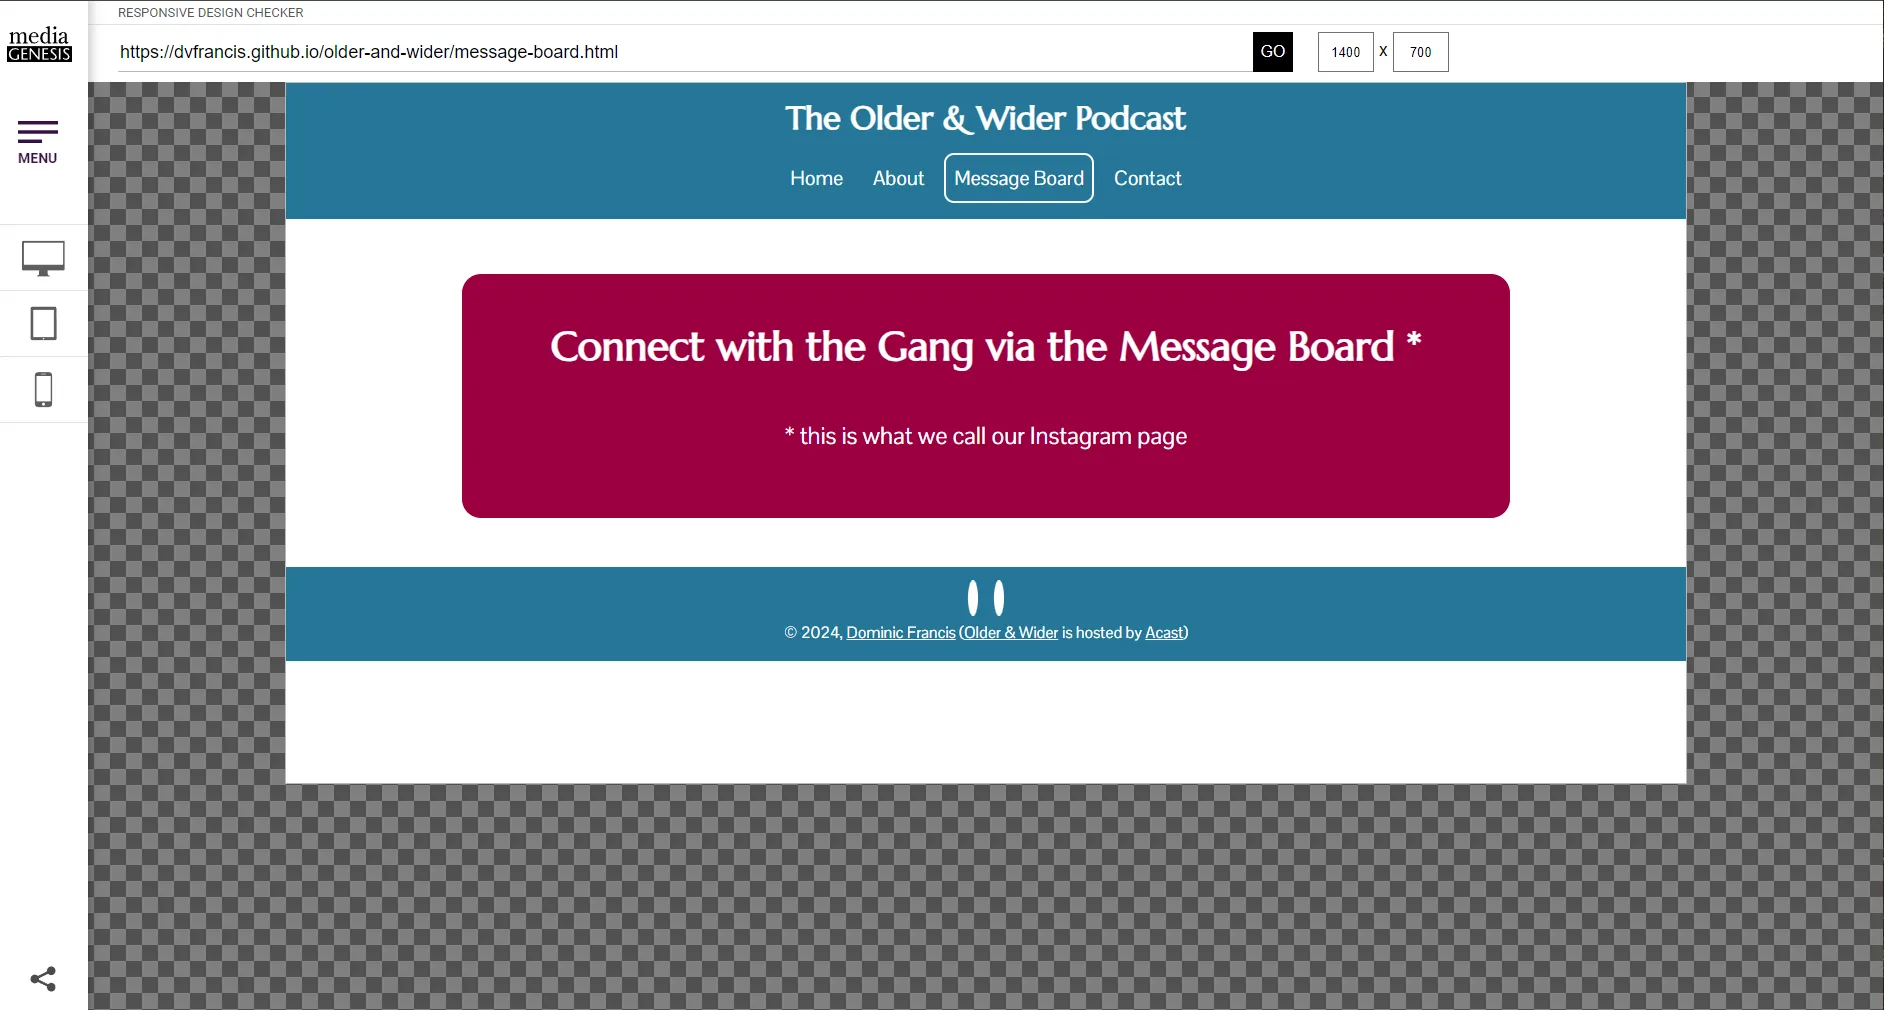 RESPONSIVE DESIGN CHECKER
media
GENESIS
https://dvfrancis.github.io/older-and-wider/message-board.html
GO
1400 X 700
MENU
The Older & Wider Podcast
Home About Message Board Contact
Connect with the Gang via the Message Board *
* this is what we call our Instagram page
© 2024, Dominic Francis (Older & Wider is hosted by Acast)